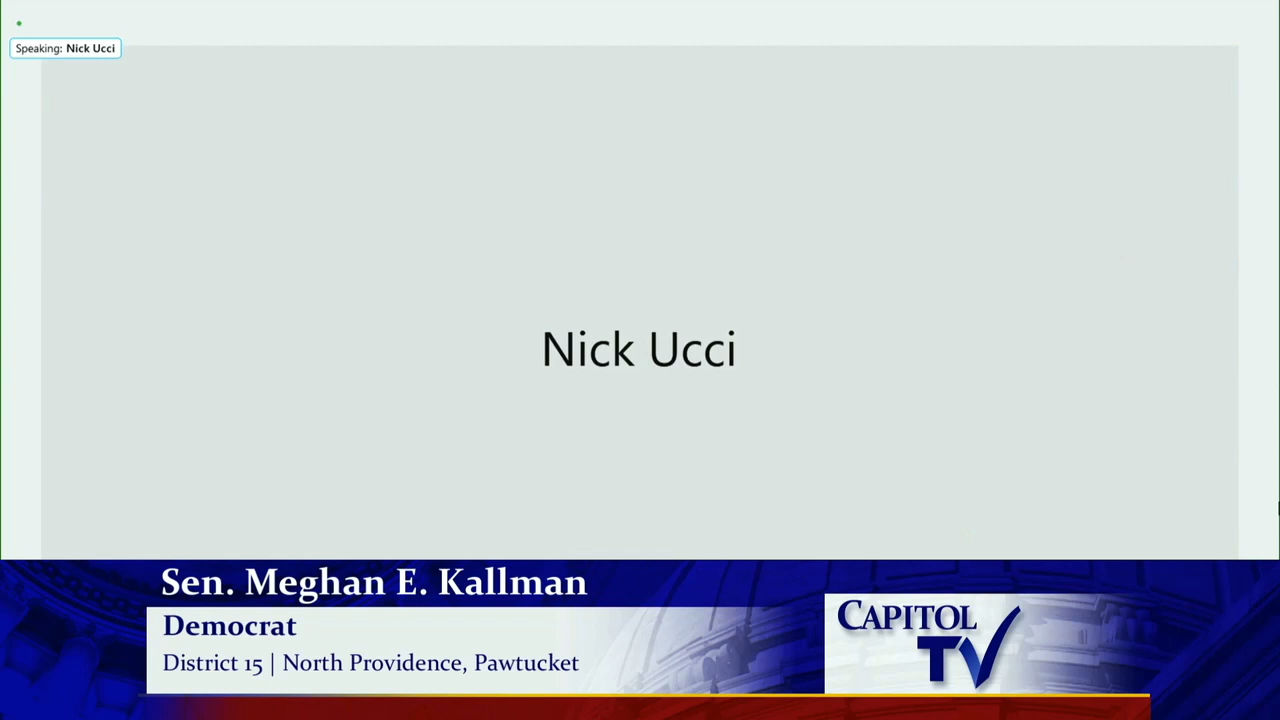 Speaking: Nick Ucci
Nick Ucci
Sen. Meghan E. Kallman
Democrat
District 15 | North Providence, Pawtucket
CAPITOL
TV